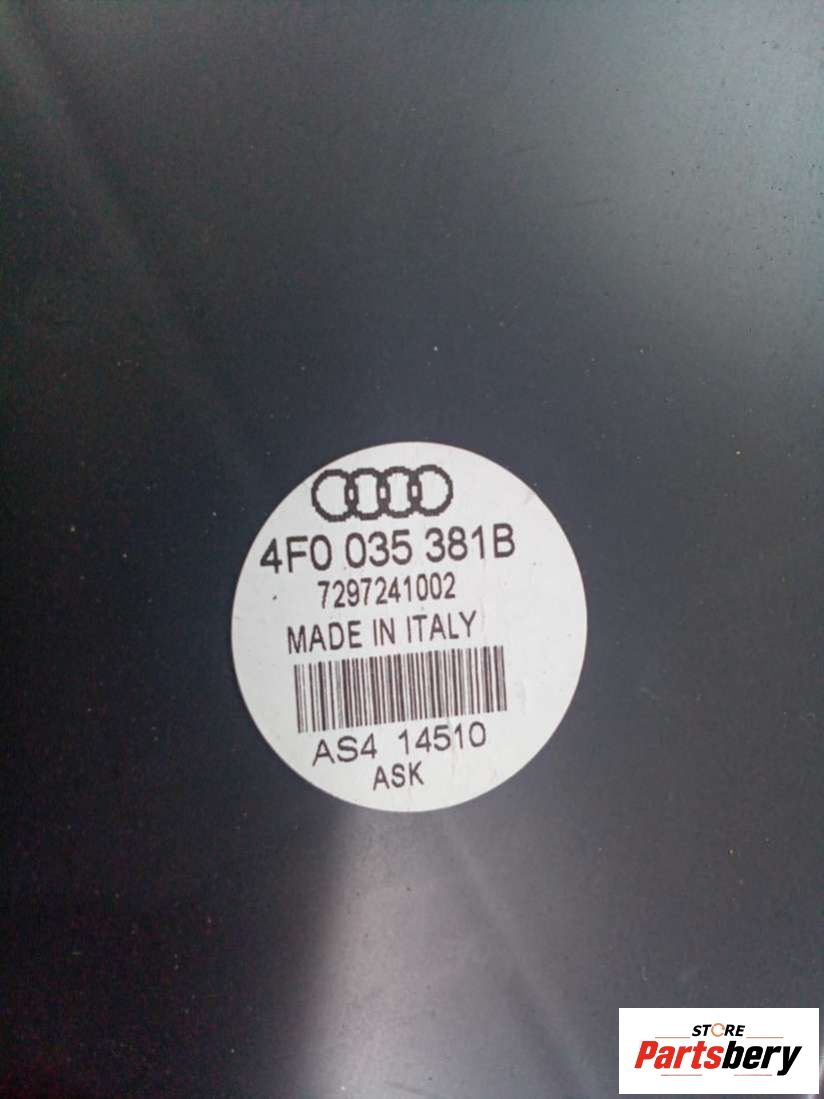 4F0 035 381B
7297241002
MADE IN ITALY
AS4 14510
ASK
STORE
Partsbery